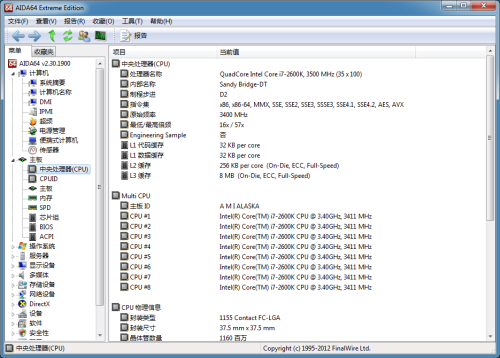 AIDA64 Extreme Edition
文件(F) 查看(V) 报告(R) 收藏(O) 工具(T) 帮助(H)
报告
菜单 收藏夹
项目 当前值
AIDA64 v2.30.1900
计算机
系统摘要
计算机名称
DMI
IPMI
超频
电源管理
便携式计算机
传感器
主板
中央处理器(CPU)
CPUID
主板
内存
SPD
芯片组
BIOS
ACPI
操作系统
服务器
显示设备
多媒体
存储设备
网络设备
DirectX
设备
软件
安全性
中央处理器(CPU)
处理器名称 QuadCore Intel Core i7-2600K, 3500 MHz (35 x 100)
内部名称 Sandy Bridge-DT
制程步进 D2
指令集 x86, x86-64, MMX, SSE, SSE2, SSE3, SSSE3, SSE4.1, SSE4.2, AES, AVX
原始频率 3400 MHz
最低/最高倍频 16x / 57x
Engineering Sample 否
L1 代码缓存 32 KB per core
L1 数据缓存 32 KB per core
L2 缓存 256 KB per core (On-Die, ECC, Full-Speed)
L3 缓存 8 MB (On-Die, ECC, Full-Speed)
Multi CPU
主板 ID A M I ALASKA
CPU #1 Intel(R) Core(TM) i7-2600K CPU @ 3.40GHz, 3411 MHz
CPU #2 Intel(R) Core(TM) i7-2600K CPU @ 3.40GHz, 3411 MHz
CPU #3 Intel(R) Core(TM) i7-2600K CPU @ 3.40GHz, 3411 MHz
CPU #4 Intel(R) Core(TM) i7-2600K CPU @ 3.40GHz, 3411 MHz
CPU #5 Intel(R) Core(TM) i7-2600K CPU @ 3.40GHz, 3411 MHz
CPU #6 Intel(R) Core(TM) i7-2600K CPU @ 3.40GHz, 3411 MHz
CPU #7 Intel(R) Core(TM) i7-2600K CPU @ 3.40GHz, 3411 MHz
CPU #8 Intel(R) Core(TM) i7-2600K CPU @ 3.40GHz, 3411 MHz
CPU 物理信息
封装类型 1155 Contact FC-LGA
封装尺寸 37.5 mm x 37.5 mm
晶体管数量 1160 百万
中央处理器(CPU) Copyright (c) 1995-2012 FinalWire Ltd.